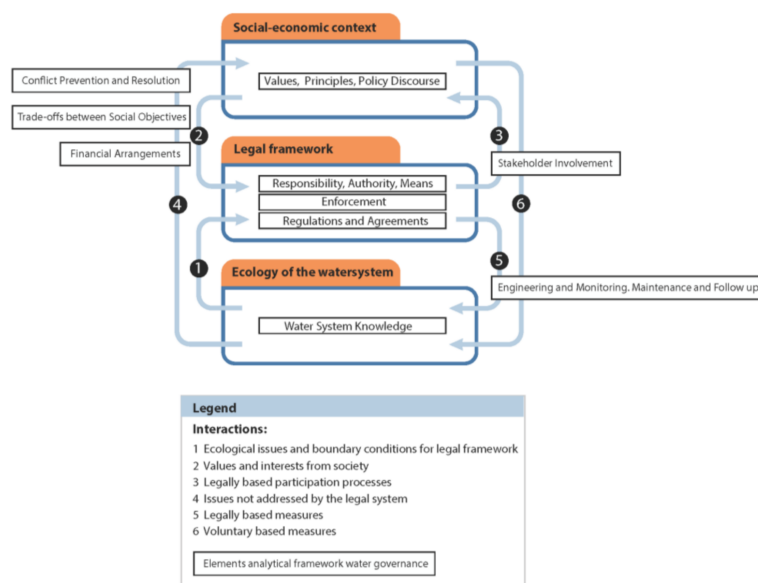 Social-economic context
Conflict Prevention and Resolution
Values, Principles, Policy Discourse
Trade-offs between Social Objectives
2
3
Financial Arrangements
Legal framework
Stakeholder Involvement
Responsibility, Authority, Means
Enforcement
4
6
Regulations and Agreements
1
5
Ecology of the watersystem
Engineering and Monitoring, Maintenance and Follow up
Water System Knowledge
Legend
Interactions:
1 Ecological issues and boundary conditions for legal framework
2 Values and interests from society
3 Legally based participation processes
4 Issues not addressed by the legal system
5 Legally based measures
6 Voluntary based measures
Elements analytical framework water governance